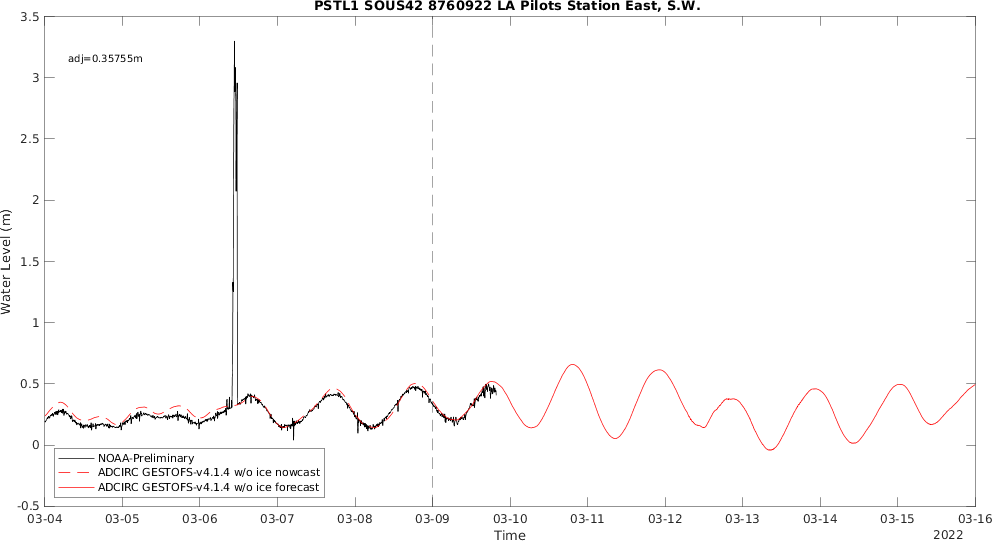 PSTL1 SOUS42 8760922 LA Pilots Station East, S.W.
adj=0.35755m
Water Level (m)
3.5
3
2.5
2
1.5
1
0.5
0
-0.5
NOAA-Preliminary
ADCIRC GESTOFS-v4.1.4 w/o ice nowcast
ADCIRC GESTOFS-v4.1.4 w/o ice forecast
03-04 03-05 03-06 03-07 03-08 03-09 03-10 03-11 03-12 03-13 03-14 03-15 03-16
Time
2022